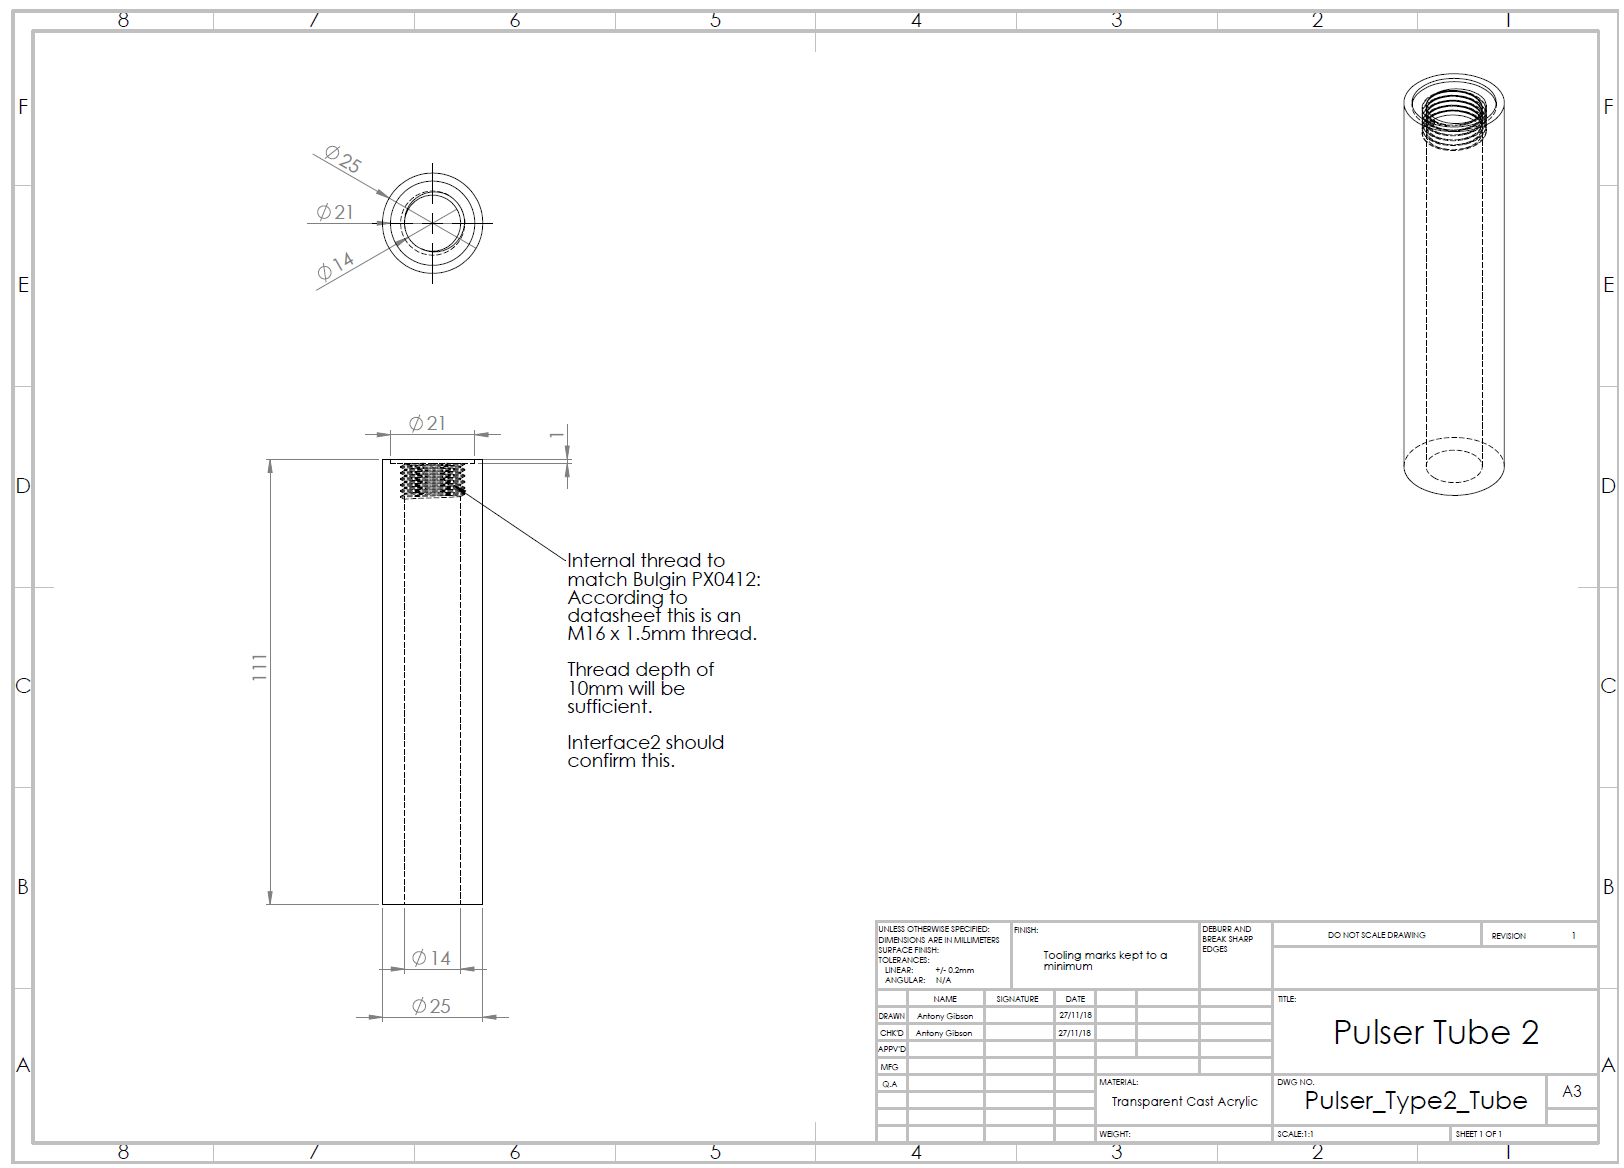 8 7 6 5 4 3 2 1
F F
E E
D D
C C
B B
A A
8 7 6 5 4 3 2 1
∅25
∅21
∅14
∅21
1
111
∅14
∅25
Internal thread to
match Bulgin PX0412:
According to
datasheet this is an
M16 x 1.5mm thread.
Thread depth of
10mm will be
sufficient.
Interface2 should
confirm this.
UNLESS OTHERWISE SPECIFIED:
DIMENSIONS ARE IN MILLIMETERS
SURFACE FINISH:
TOLERANCES:
LINEAR: +/- 0.2mm
ANGULAR: N/A
FINISH:
Tooling marks kept to a
minimum
DEBURR AND
BREAK SHARP
EDGES
DO NOT SCALE DRAWING
REVISION 1
NAME SIGNATURE DATE
DRAWN Antony Gibson 27/11/18
CHK'D Antony Gibson 27/11/18
APPV'D
MFG
Q.A
TITLE:
Pulser Tube 2
MATERIAL:
Transparent Cast Acrylic
DWG NO.
Pulser_Type2_Tube
A3
WEIGHT:
SCALE:1:1
SHEET 1 OF 1